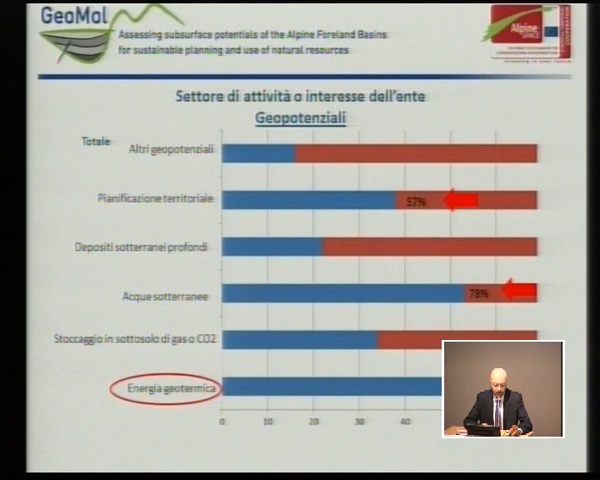 GeoMol
Assessing subsurface potentials of the Alpine Foreland Basins
for sustainable planning and use of natural resources
Alpine
Space
Settore di attività o interesse dell'ente
Geopotenziali
Totale
Altri geopotenziali
Planificazione territoriale
57%
Depositi sotterranei profondi
Acque sotterranee
78%
Stoccaggio in sottosolo di gas o CO2
Energia geotermica
0 10 20 30 40